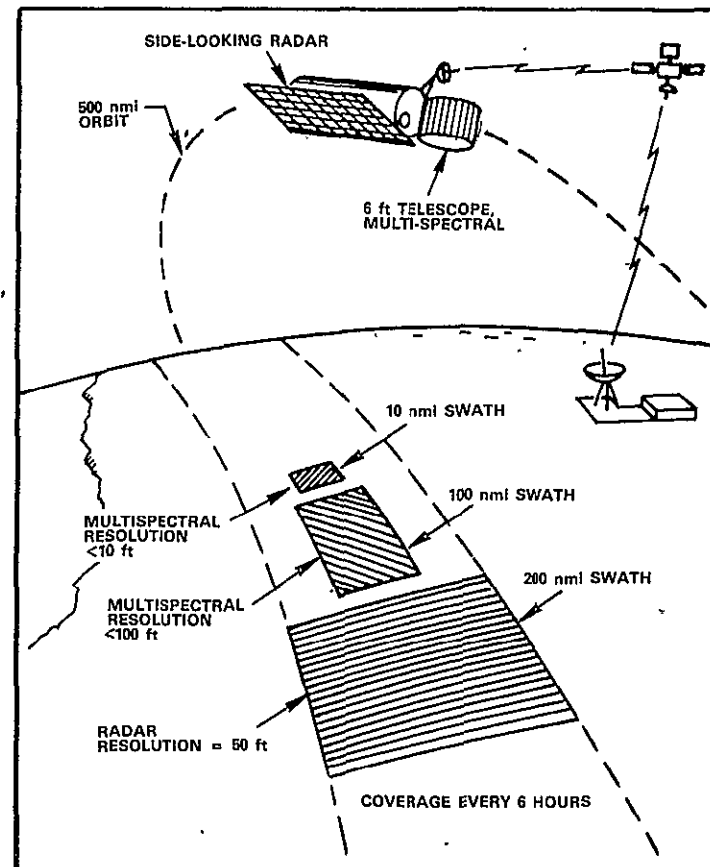 SIDE-LOOKING RADAR
500 nmi
ORBIT
6 ft TELESCOPE,
MULTI-SPECTRAL
10 nmi SWATH
MULTISPECTRAL
RESOLUTION
<10 ft
100 nmi SWATH
MULTISPECTRAL
RESOLUTION
<100 ft
200 nmi SWATH
RADAR
RESOLUTION = 50 ft
COVERAGE EVERY 6 HOURS